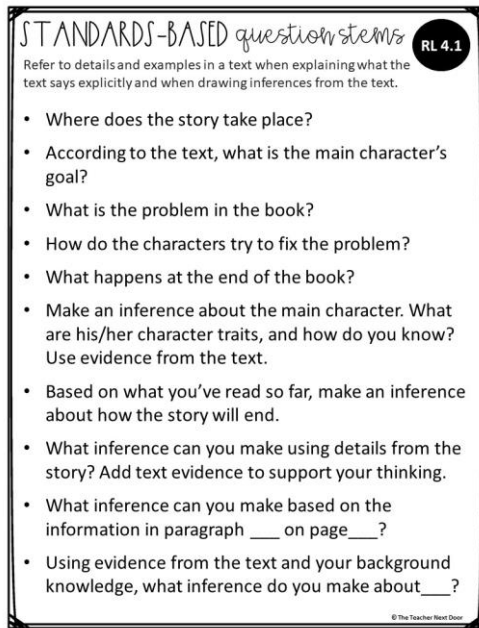 STANDARDS-BASED question stems
RL 4.1
Refer to details and examples in a text when explaining what the
text says explicitly and when drawing inferences from the text.
• Where does the story take place?
• According to the text, what is the main character's
goal?
• What is the problem in the book?
• How do the characters try to fix the problem?
• What happens at the end of the book?
• Make an inference about the main character. What
are his/her character traits, and how do you know?
Use evidence from the text.
• Based on what you've read so far, make an inference
about how the story will end.
• What inference can you make using details from the
story? Add text evidence to support your thinking.
• What inference can you make based on the
information in paragraph ___ on page___?
• Using evidence from the text and your background
knowledge, what inference do you make about___?
© The Teacher Next Door